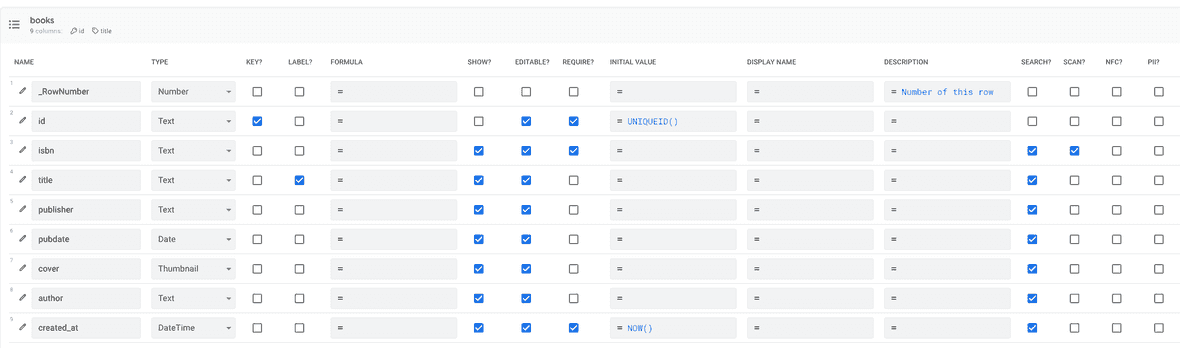 books
9 columns: id title
NAME TYPE KEY? LABEL? FORMULA SHOW? EDITABLE? REQUIRE? INITIAL VALUE DISPLAY NAME DESCRIPTION SEARCH? SCAN? NFC? PII?
1 _RowNumber Number = = = = Number of this row
2 id Text = = UNIQUEID() = =
3 isbn Text = = = =
4 title Text = = = =
5 publisher Text = = = =
6 pubdate Date = = = =
7 cover Thumbnail = = = =
8 author Text = = = =
9 created_at DateTime = = NOW() = =